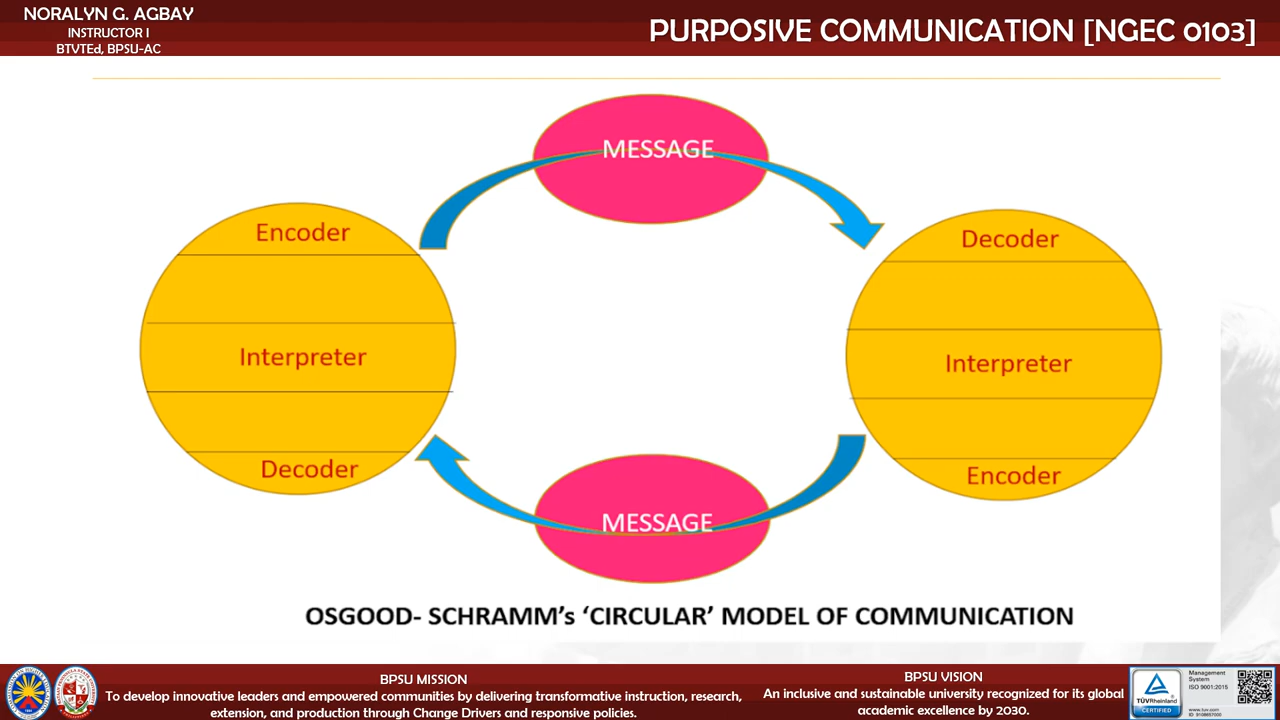 NORALYN G. AGBAY
INSTRUCTOR I
BTVTEd, BPSU-AC
PURPOSIVE COMMUNICATION [NGEC 0103]
MESSAGE
Encoder
Interpreter
Decoder
Decoder
Interpreter
Encoder
MESSAGE
OSGOOD- SCHRAMM's ‘CIRCULAR’ MODEL OF COMMUNICATION
BPSU MISSION
To develop innovative leaders and empowered communities by delivering transformative instruction, research,
extension, and production through Change Drivers and responsive policies.
BPSU VISION
An inclusive and sustainable university recognized for its global
academic excellence by 2030.
TÜVRheinland
CERTIFIED
Management
System
ISO 9001:2015
www.tuv.com